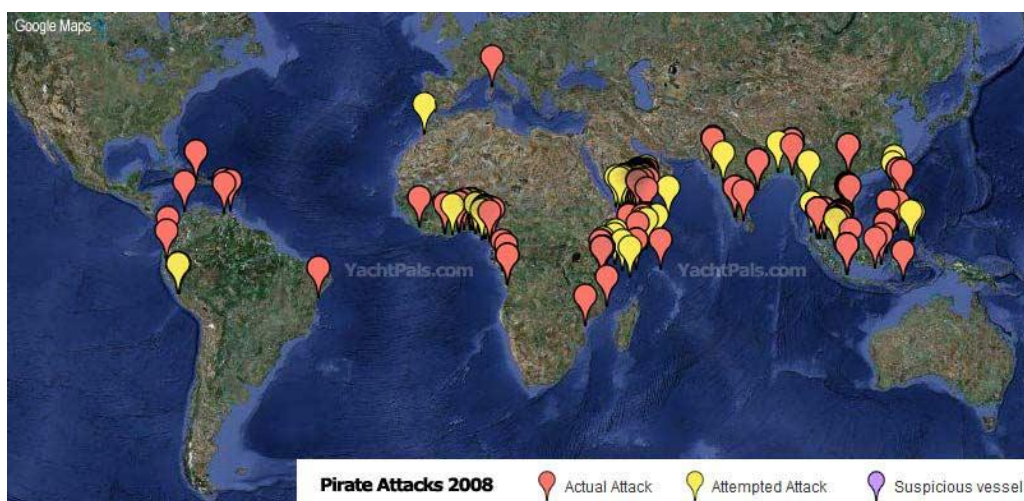 Google Maps
YachtPals.com YachtPals.com
Pirate Attacks 2008 Actual Attack Attempted Attack Suspicious vessel